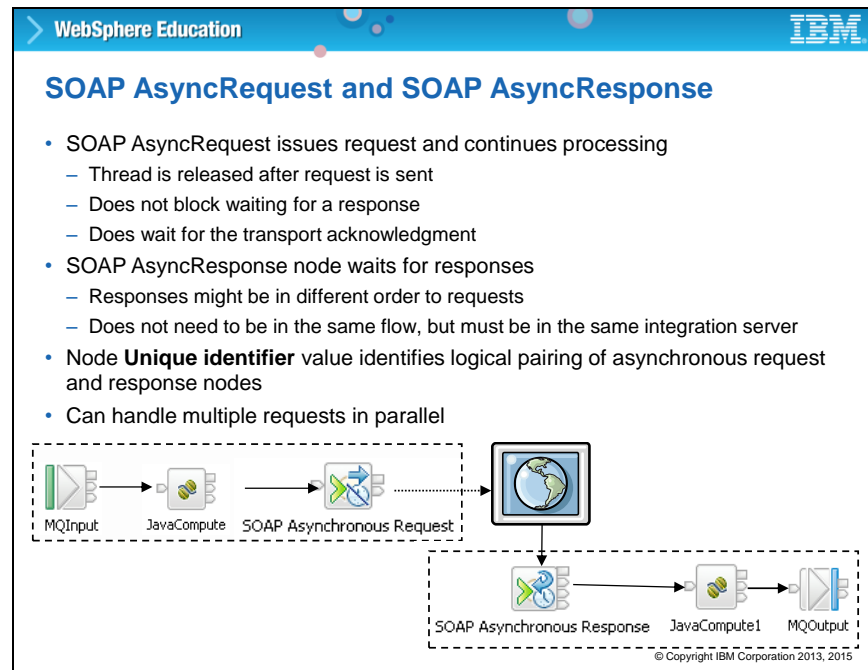 WebSphere Education
IBM.
SOAP AsyncRequest and SOAP AsyncResponse
• SOAP AsyncRequest issues request and continues processing
– Thread is released after request is sent
– Does not block waiting for a response
– Does wait for the transport acknowledgment
• SOAP AsyncResponse node waits for responses
– Responses might be in different order to requests
– Does not need to be in the same flow, but must be in the same integration server
• Node Unique identifier value identifies logical pairing of asynchronous request
and response nodes
• Can handle multiple requests in parallel
MQInput
JavaCompute
SOAP Asynchronous Request
SOAP Asynchronous Response
JavaCompute1
MQOutput
© Copyright IBM Corporation 2013, 2015